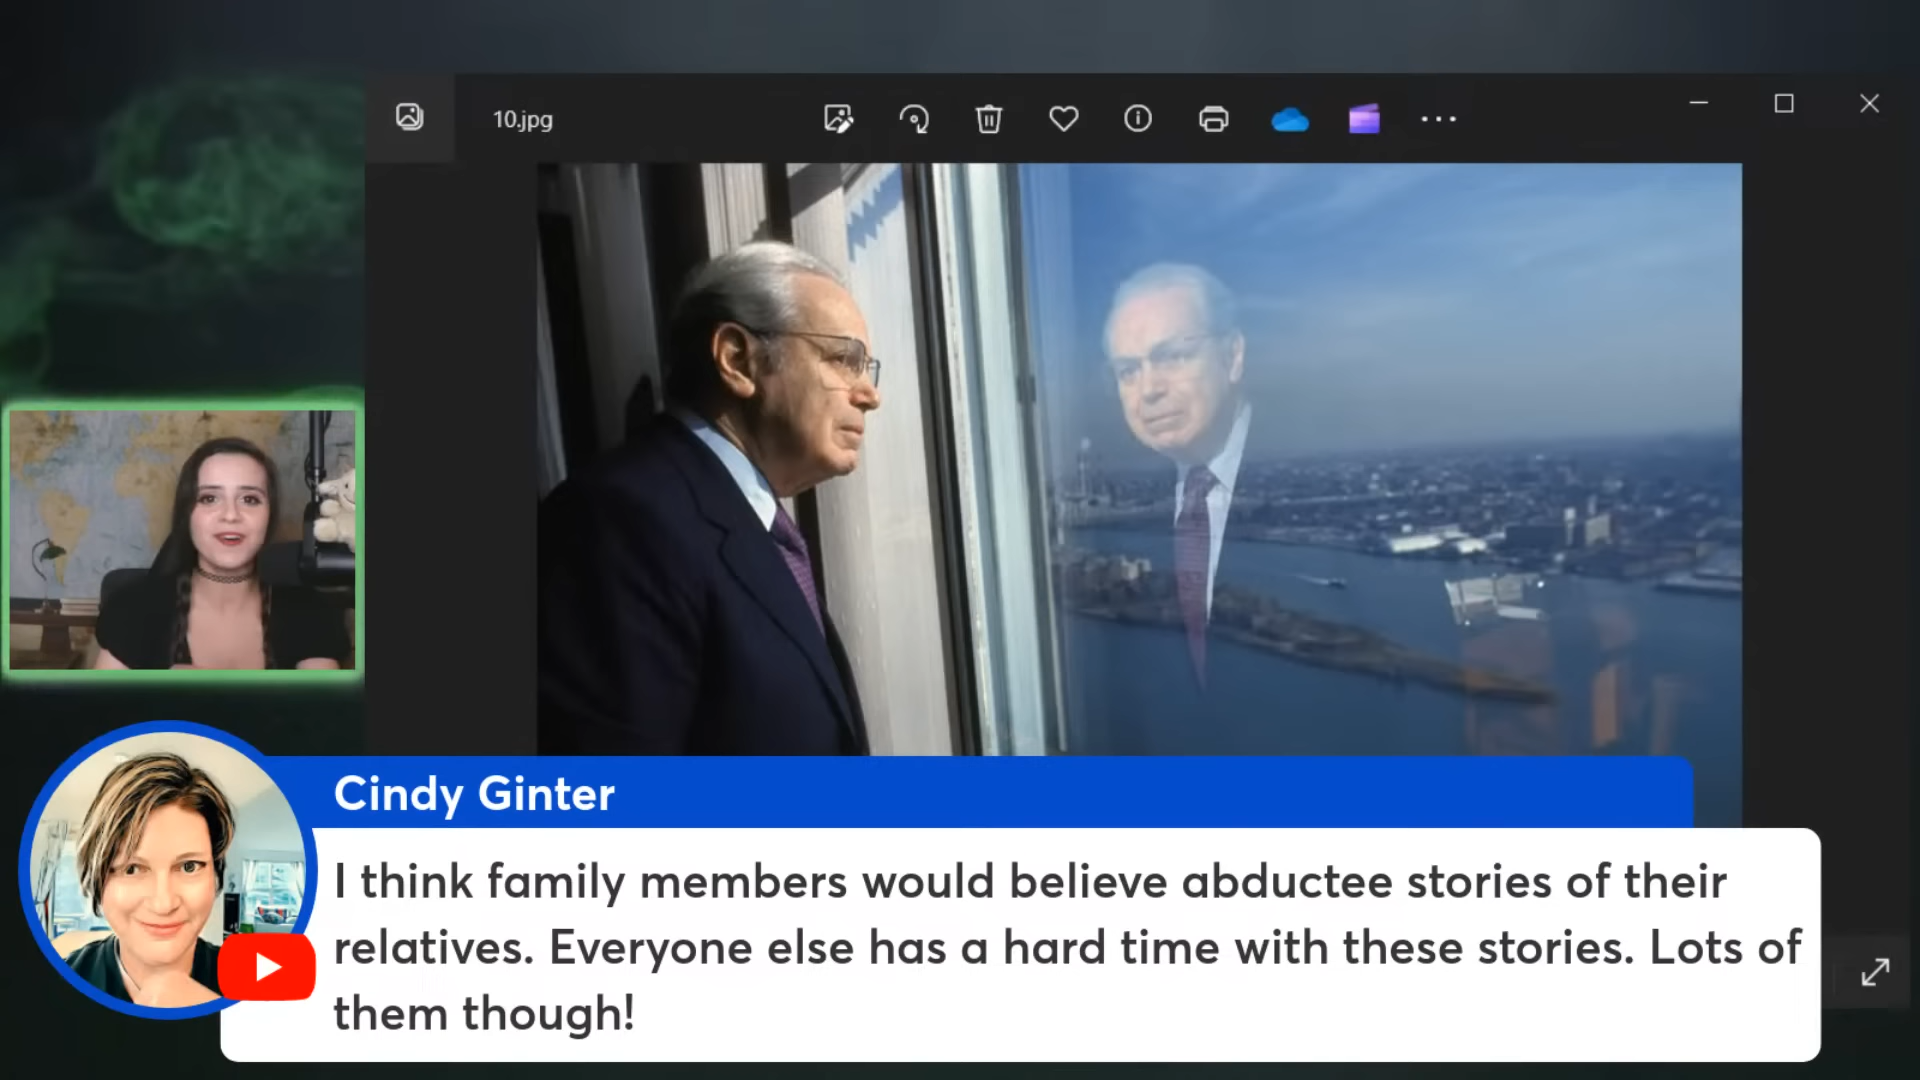 10.jpg
Cindy Ginter
I think family members would believe abductee stories of their
relatives. Everyone else has a hard time with these stories. Lots of
them though!